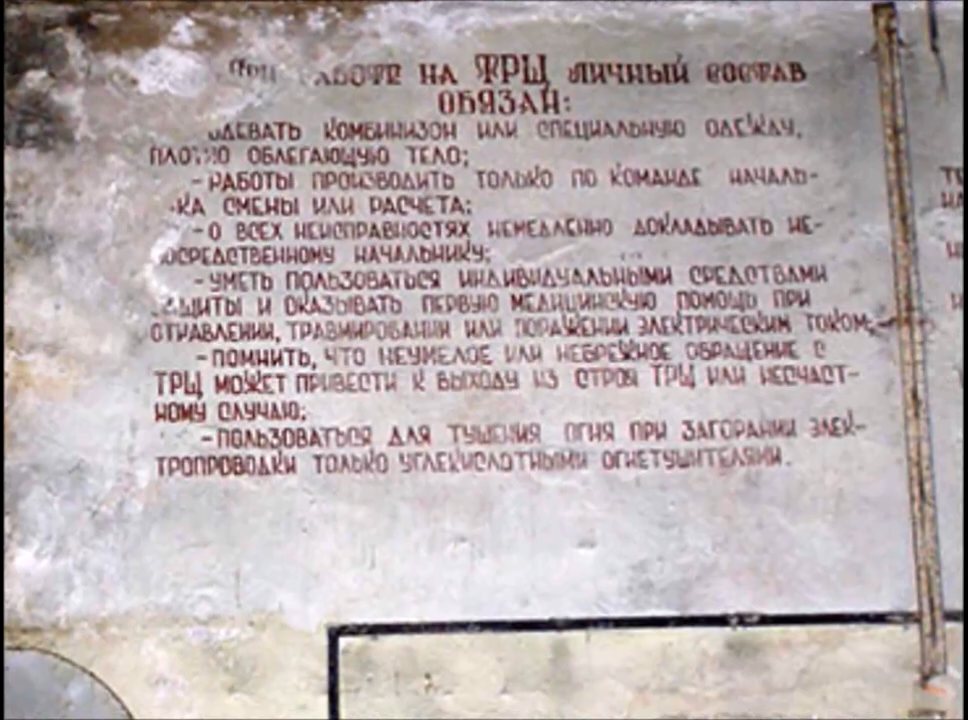 При работе на ТРЦ личный состав
ОБЯЗАН:
одевать комбинизон или специальную одежду,
плотно облегающую тело;
- работы производить только по команде началь-
ка смены или расчета;
- о всех неисправностях немедленно докладывать не-
посредственному начальнику;
- уметь пользоваться индивидуальными средствами
защиты и оказывать первую медицинскую помощь при
отравлении, травмировании или поражении электрическим током;
- помнить, что неумелое или небрежное обращение с
ТРЦ может привести к выходу из строя ТРЦ или несчаст-
ному случаю;
- пользоваться для тушения огня при загорании элек-
тропроводки только углекислотными огнетушителями.